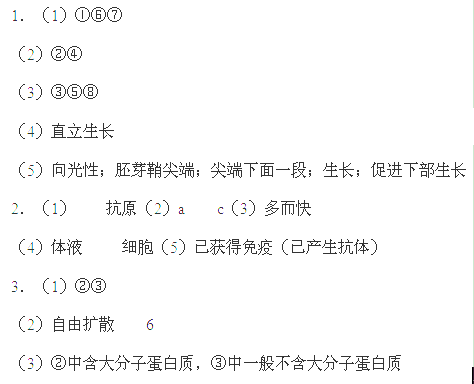 1．（1）①⑥⑦
（2）②④
（3）③⑤⑧
（4）直立生长
（5）向光性；胚芽鞘尖端；尖端下面一段；生长；促进下部生长
2．（1） 抗原（2）a c（3）多而快
（4）体液 细胞（5）已获得免疫（已产生抗体）
3．（1）②③
（2）自由扩散 6
（3）②中含大分子蛋白质，③中一般不含大分子蛋白质